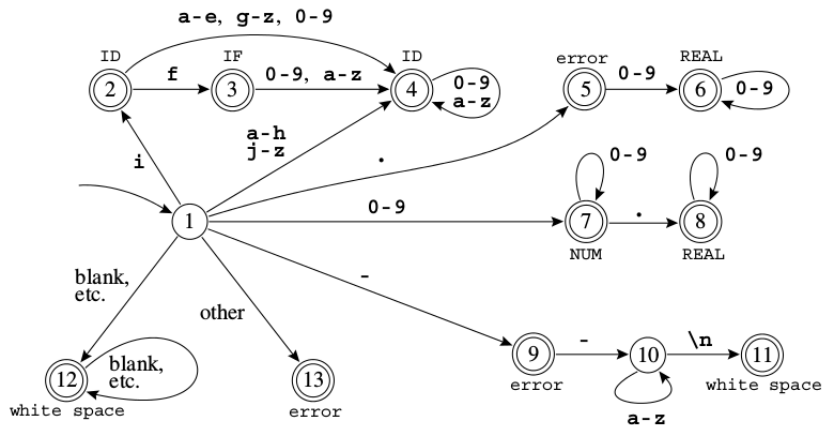 a-e, g-z, 0-9
ID
IF
ID
error
REAL
2
f
3
0-9, a-z
4
0-9
a-z
5
0-9
6
0-9
a-h
j-z
.
i
0-9
0-9
1
0-9
7
.
8
NUM
REAL
blank,
etc.
other
-
12
blank,
etc.
13
9
-
10
\n
11
white space
error
error
a-z
white space